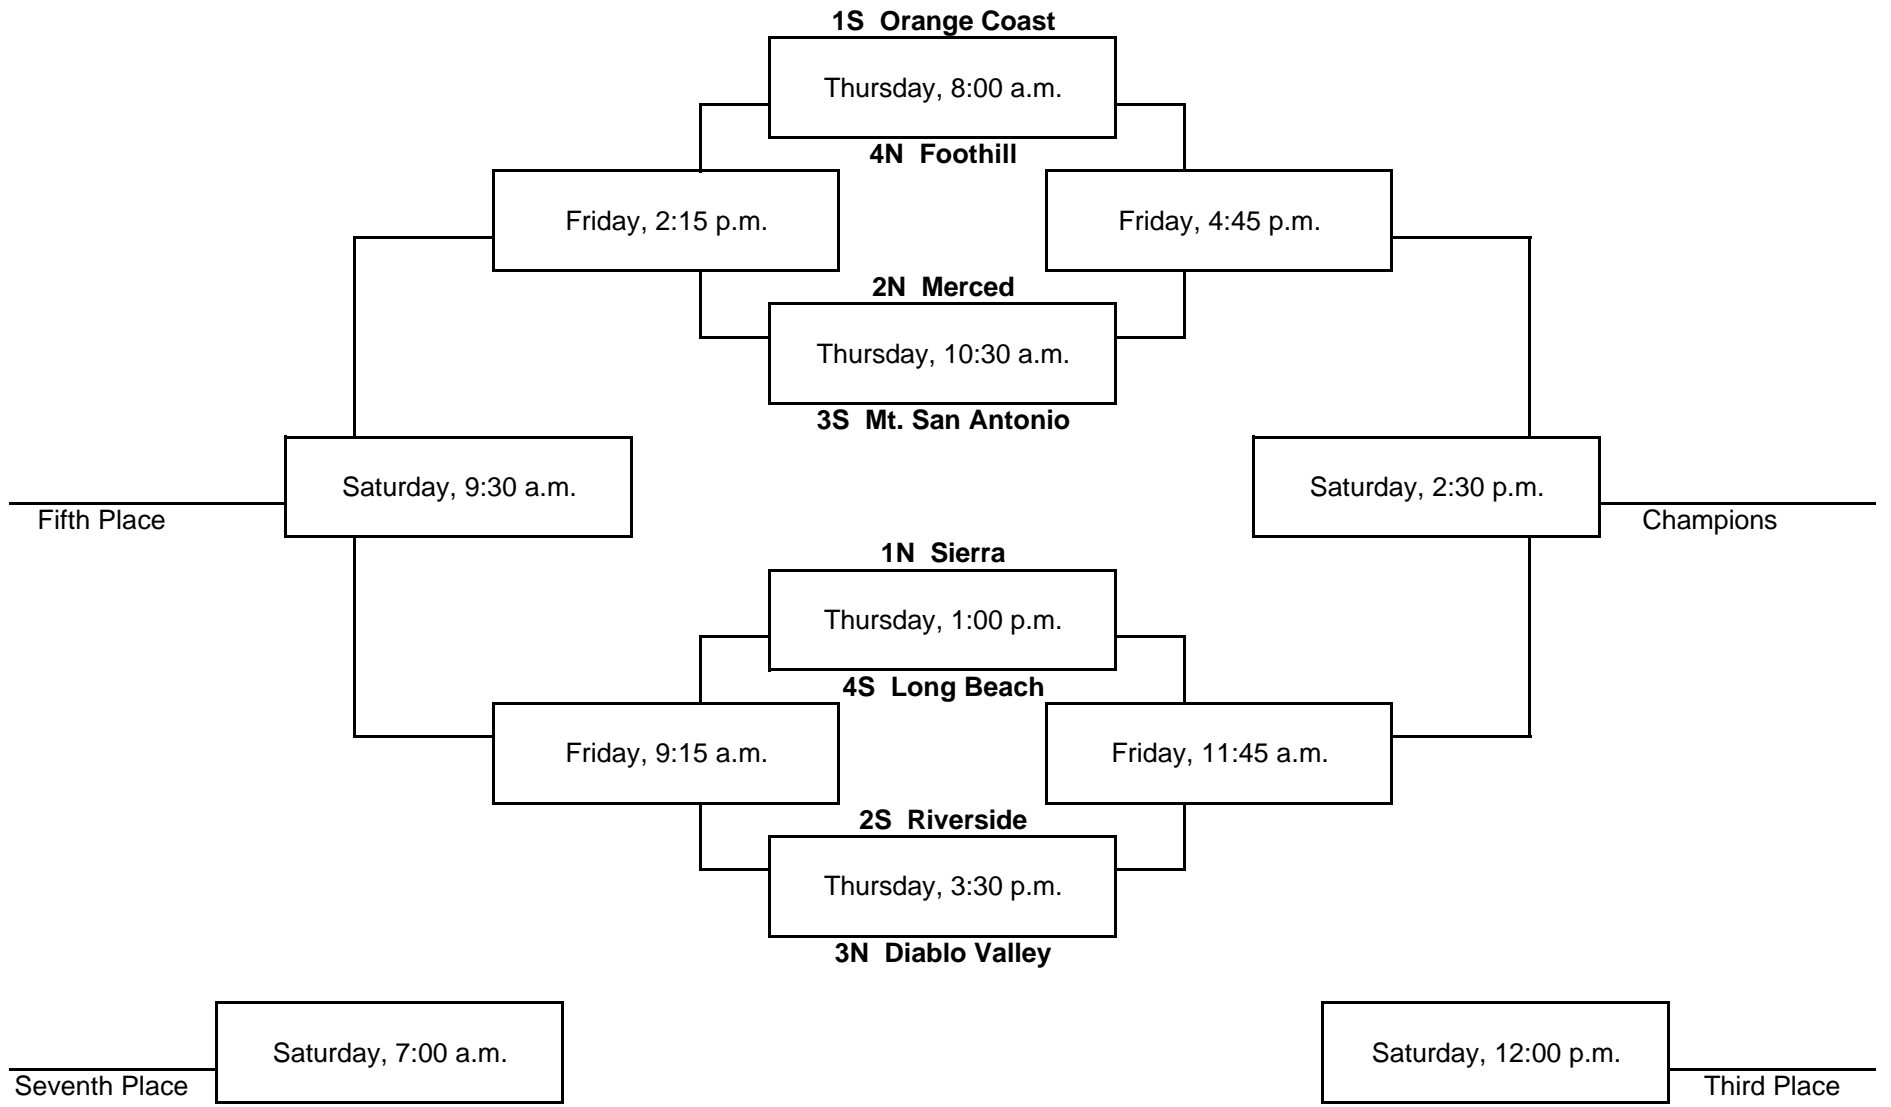 1S Orange Coast
Thursday, 8:00 a.m.
4N Foothill
Friday, 2:15 p.m.
Friday, 4:45 p.m.
2N Merced
Thursday, 10:30 a.m.
3S Mt. San Antonio
Saturday, 9:30 a.m.
Saturday, 2:30 p.m.
Fifth Place
Champions
1N Sierra
Thursday, 1:00 p.m.
4S Long Beach
Friday, 9:15 a.m.
Friday, 11:45 a.m.
2S Riverside
Thursday, 3:30 p.m.
3N Diablo Valley
Saturday, 7:00 a.m.
Saturday, 12:00 p.m.
Seventh Place
Third Place